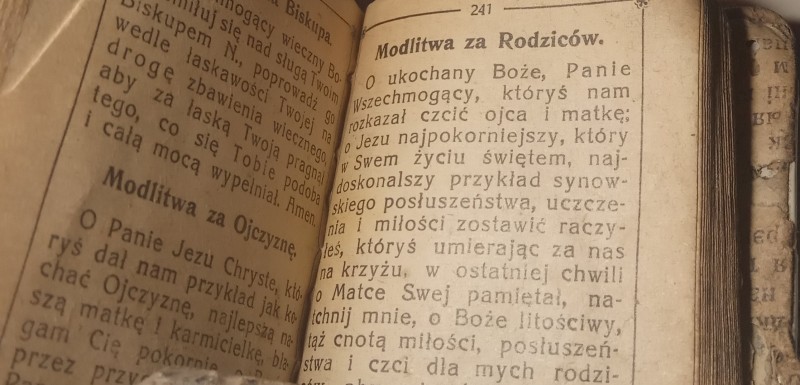 Biskupa.
mogący wieczny Bo-
miłuj się nad sługą Twoim
Biskupem N., poprowadź go
wedle łaskawości Twojej na
drogę zbawienia wiecznego,
aby za łaską Twoją pragnął
tego, co się Tobie podoba
i całą mocą wypełniał. Amen.
Modlitwa za Ojczyznę.
O Panie Jezu Chryste, któ-
ryś dał nam przykład jak ko-
chać Ojczyznę, najlepszą na-
szą matkę i karmicielkę, bła-
gam Cię pokornie
przez
241
Modlitwa za Rodziców.
O ukochany Boże, Panie
Wszechmogący, któryś nam
rozkazał czcić ojca i matkę;
o Jezu najpokorniejszy, który
w Swem życiu świętem, naj-
doskonalszy przykład synow-
skiego posłuszeństwa, uczcze-
nia i miłości zostawić raczy-
łeś, któryś umierając za nas
na krzyżu, w ostatniej chwili
o Matce Swej pamiętał, na-
tchnij mnie, o Boże litościwy,
tąż cnotą miłości, posłuszeń-
stwa i czci dla mych rodzi-